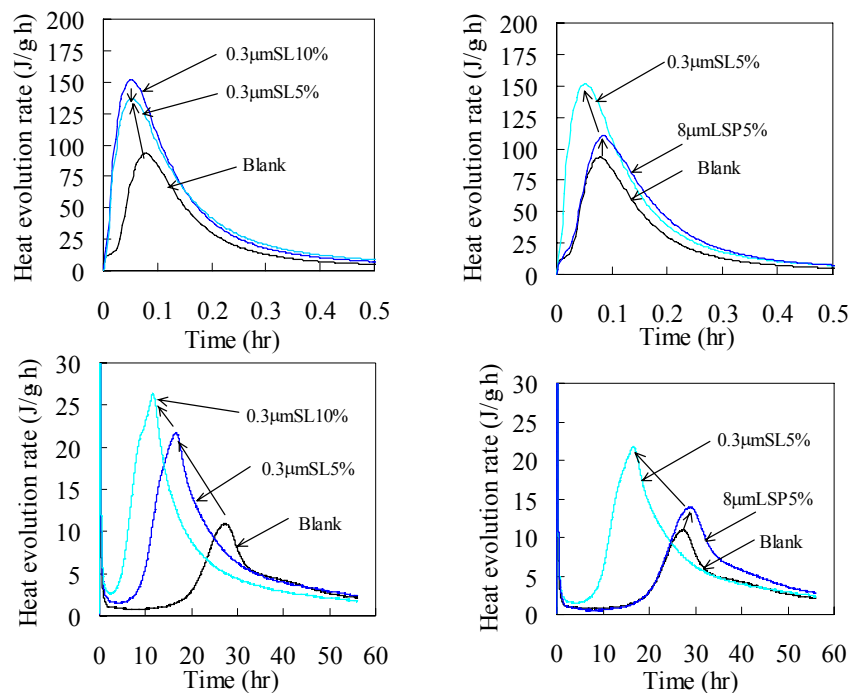 Heat evolution rate (J/g·h)
200
175
150
125
100
75
50
25
0
0.3μmSL10%
0.3μmSL5%
Blank
0 0.1 0.2 0.3 0.4 0.5
Time (hr)
Heat evolution rate (J/g·h)
200
175
150
125
100
75
50
25
0
0.3μmSL5%
8μmLSP5%
Blank
0 0.1 0.2 0.3 0.4 0.5
Time (hr)
Heat evolution rate (J/g·h)
30
25
20
15
10
5
0
0.3μmSL10%
0.3μmSL5%
Blank
0 10 20 30 40 50 60
Time (hr)
Heat evolution rate (J/g·h)
30
25
20
15
10
5
0
0.3μmSL5%
8μmLSP5%
Blank
0 10 20 30 40 50 60
Time (hr)